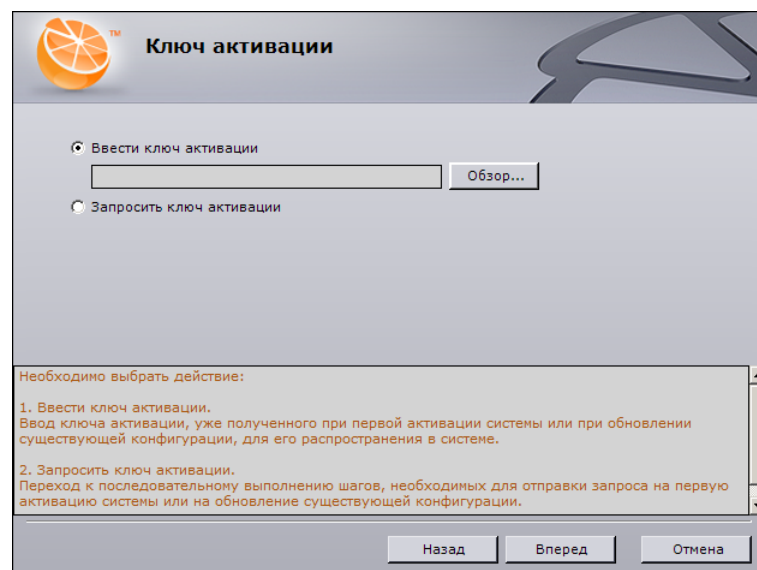 TM
Ключ активации
Ввести ключ активации
Обзор...
Запросить ключ активации
Необходимо выбрать действие:
1. Ввести ключ активации.
Ввод ключа активации, уже полученного при первой активации системы или при обновлении
существующей конфигурации, для его распространения в системе.
2. Запросить ключ активации.
Переход к последовательному выполнению шагов, необходимых для отправки запроса на первую
активацию системы или на обновление существующей конфигурации.
Назад
Вперед
Отмена